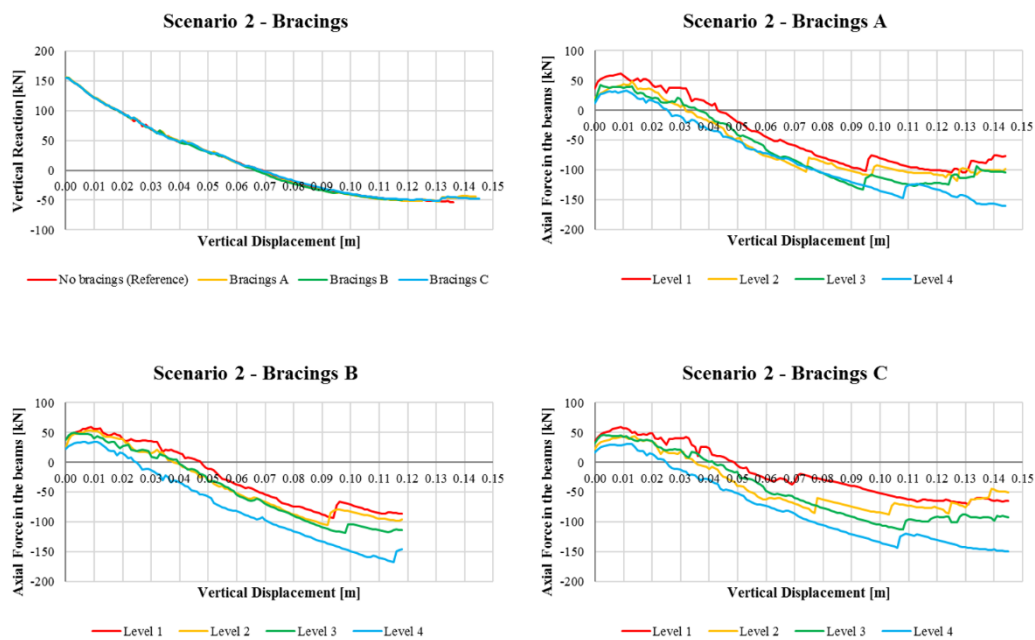 Scenario 2 - Bracings
Vertical Reaction [kN]
200
150
100
50
0
-50
-100
0.00 0.01 0.02 0.03 0.04 0.05 0.06 0.07 0.08 0.09 0.10 0.11 0.12 0.13 0.14 0.15
Vertical Displacement [m]
No bracings (Reference) Bracings A Bracings B Bracings C
Scenario 2 - Bracings A
Axial Force in the beams [kN]
100
50
0
-50
-100
-150
-200
0.00 0.01 0.02 0.03 0.04 0.05 0.06 0.07 0.08 0.09 0.10 0.11 0.12 0.13 0.14 0.15
Vertical Displacement [m]
Level 1 Level 2 Level 3 Level 4
Scenario 2 - Bracings B
Axial Force in the beams [kN]
100
50
0
-50
-100
-150
-200
0.00 0.01 0.02 0.03 0.04 0.05 0.06 0.07 0.08 0.09 0.10 0.11 0.12 0.13 0.14 0.15
Vertical Displacement [m]
Level 1 Level 2 Level 3 Level 4
Scenario 2 - Bracings C
Axial Force in the beams [kN]
100
50
0
-50
-100
-150
-200
0.00 0.01 0.02 0.03 0.04 0.05 0.06 0.07 0.08 0.09 0.10 0.11 0.12 0.13 0.14 0.15
Vertical Displacement [m]
Level 1 Level 2 Level 3 Level 4